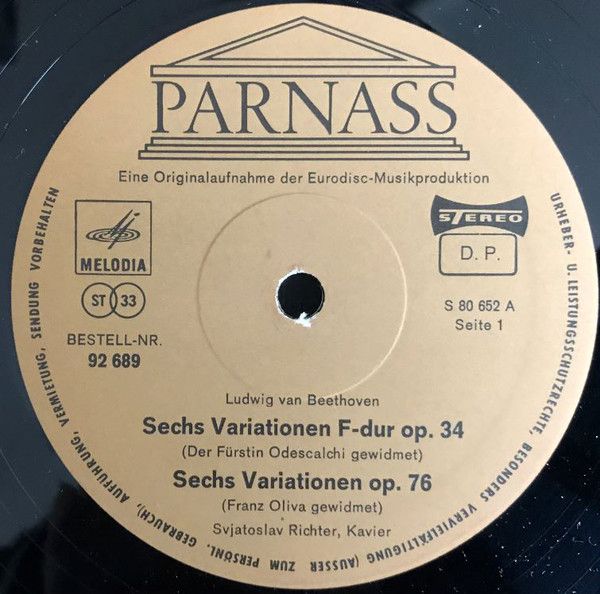 PARNASS
Eine Originalaufnahme der Eurodisc-Musikproduktion
MELODIA
ST 33
BESTELL-NR.
92 689
STEREO
D. P.
S 80 652 A
Seite 1
Ludwig van Beethoven
Sechs Variationen F-dur op. 34
(Der Fürstin Odescalchi gewidmet)
Sechs Variationen op. 76
(Franz Oliva gewidmet)
Svjatoslav Richter, Kavier
URHEBER- U. LEISTUNGSSCHUTZRECHTE, BESONDERS VERVIELFÄLTIGUNG (AUSSER ZUM PERSÖNL. GEBRAUCH), AUFFÜHRUNG, VERMIETUNG, SENDUNG VORBEHALTEN